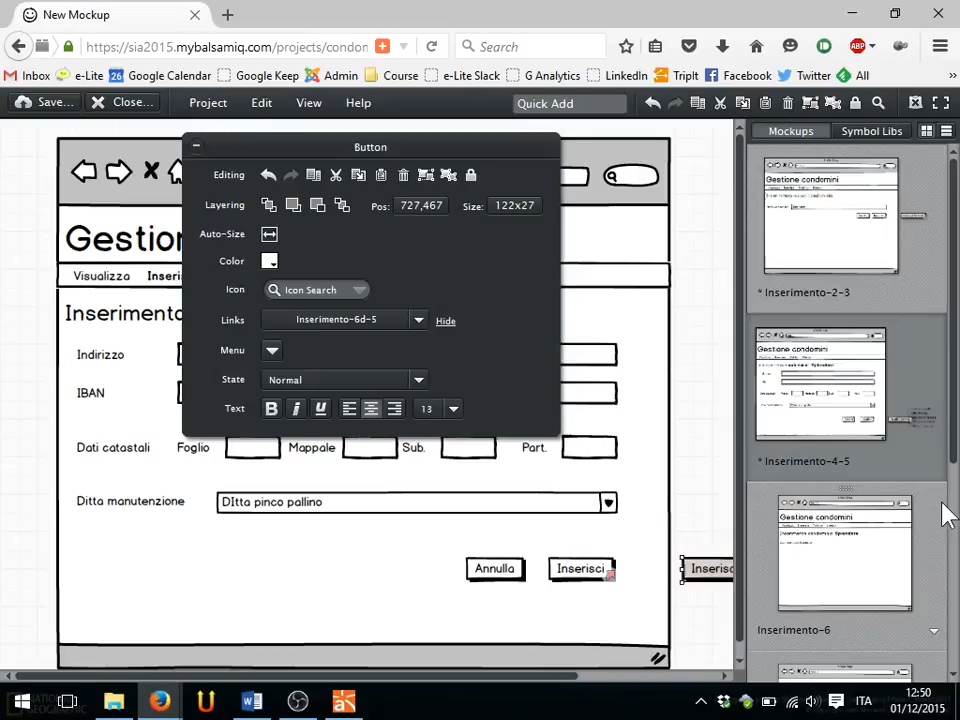 New Mockup
https://sia2015.mybalsamiq.com/projects/condon
Search
ABP
Inbox
e-Lite
26
Google Calendar
Google Keep
Admin
Course
e-Lite Slack
G Analytics
LinkedIn
TripIt
Facebook
Twitter
All
Save...
Close...
Project
Edit
View
Help
Quick Add
Mockups
Symbol Libs
Button
Editing
Layering
Pos:
727,467
Size:
122x27
Auto-Size
Color
Icon
Icon Search
Links
Inserimento-6d-5
Hide
Menu
State
Normal
Text
B
i
U
13
Gestion
Visualizza
Inseri
Inserimento
Indirizzo
IBAN
Dati catastali
Foglio
Mappale
Sub.
Part.
Ditta manutenzione
DItta pinco pallino
Annulla
Inserisci
Inserisc
Gestione condomini
* Inserimento-2-3
Gestione condomini
* Inserimento-4-5
Gestione condomini
Inserimento-6
ITA
12:50
01/12/2015